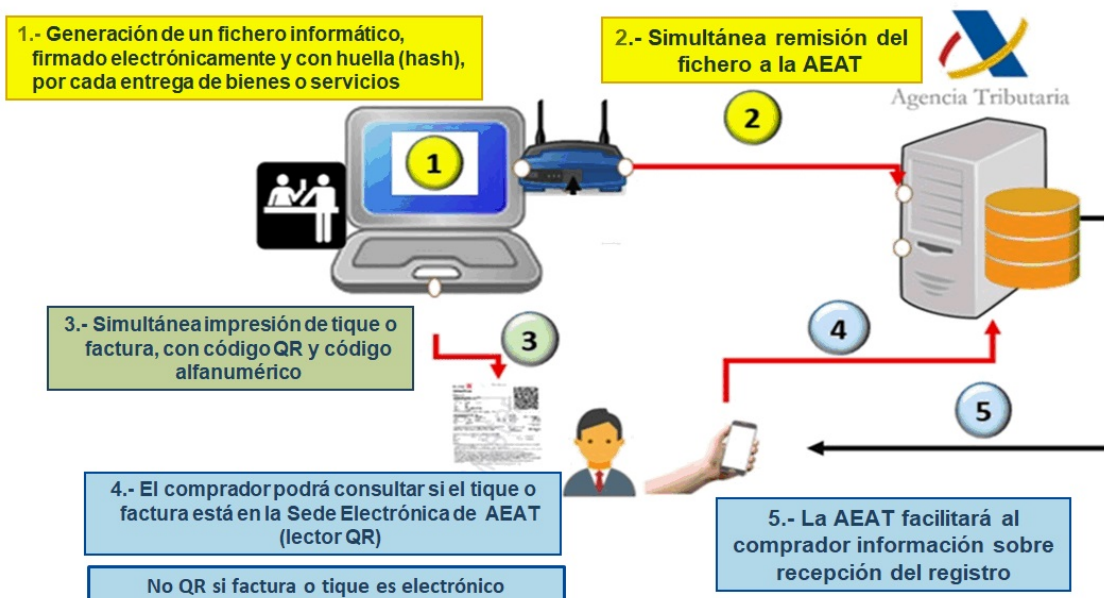 1.- Generación de un fichero informático,
firmado electrónicamente y con huella (hash),
por cada entrega de bienes o servicios
2.- Simultánea remisión del
fichero a la AEAT
Agencia Tributaria
1
2
3.- Simultánea impresión de tique o
factura, con código QR y código
alfanumérico
3
4
5
4.- El comprador podrá consultar si el tique o
factura está en la Sede Electrónica de AEAT
(lector QR)
No QR si factura o tique es electrónico
5.- La AEAT facilitará al
comprador información sobre
recepción del registro